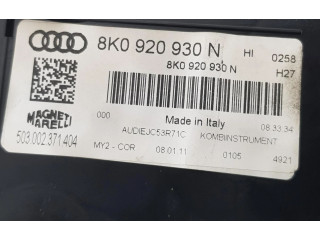 8K0 920 930 N HI 0258
8K0 920 930 N H27
Made in Italy
000 08:33:34
MAGNETI
MARELLI
AUDIEJC53R71C KOMBIINSTRUMENT
503.002.371.404
MY2 - COR 08.01.11 0105 4921